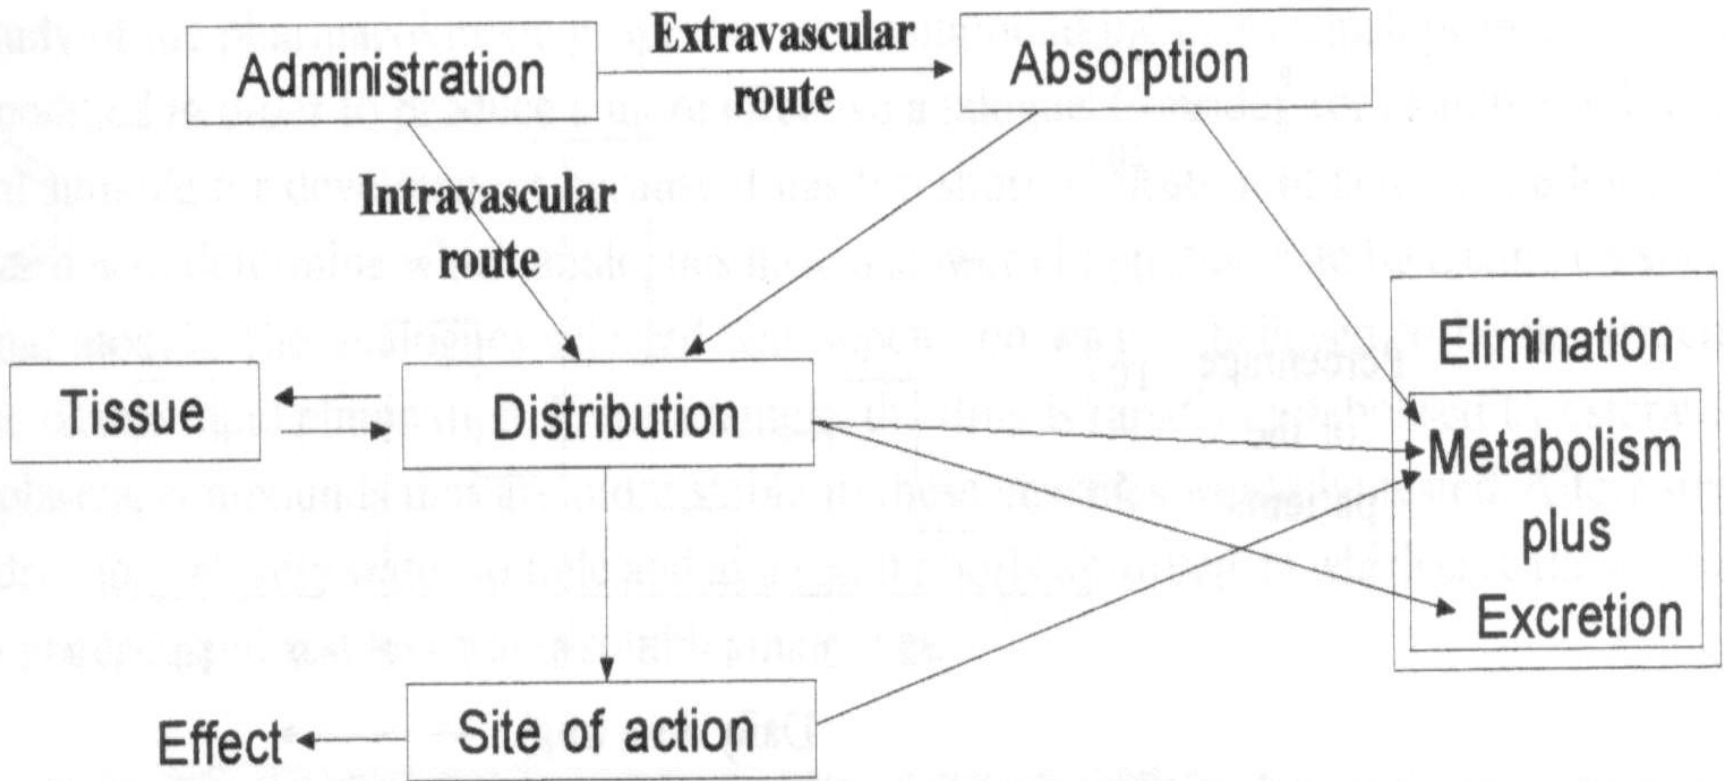 Administration
Extravascular
route
Absorption
Intravascular
route
Tissue
Distribution
Elimination
Metabolism
plus
Excretion
Effect
Site of action